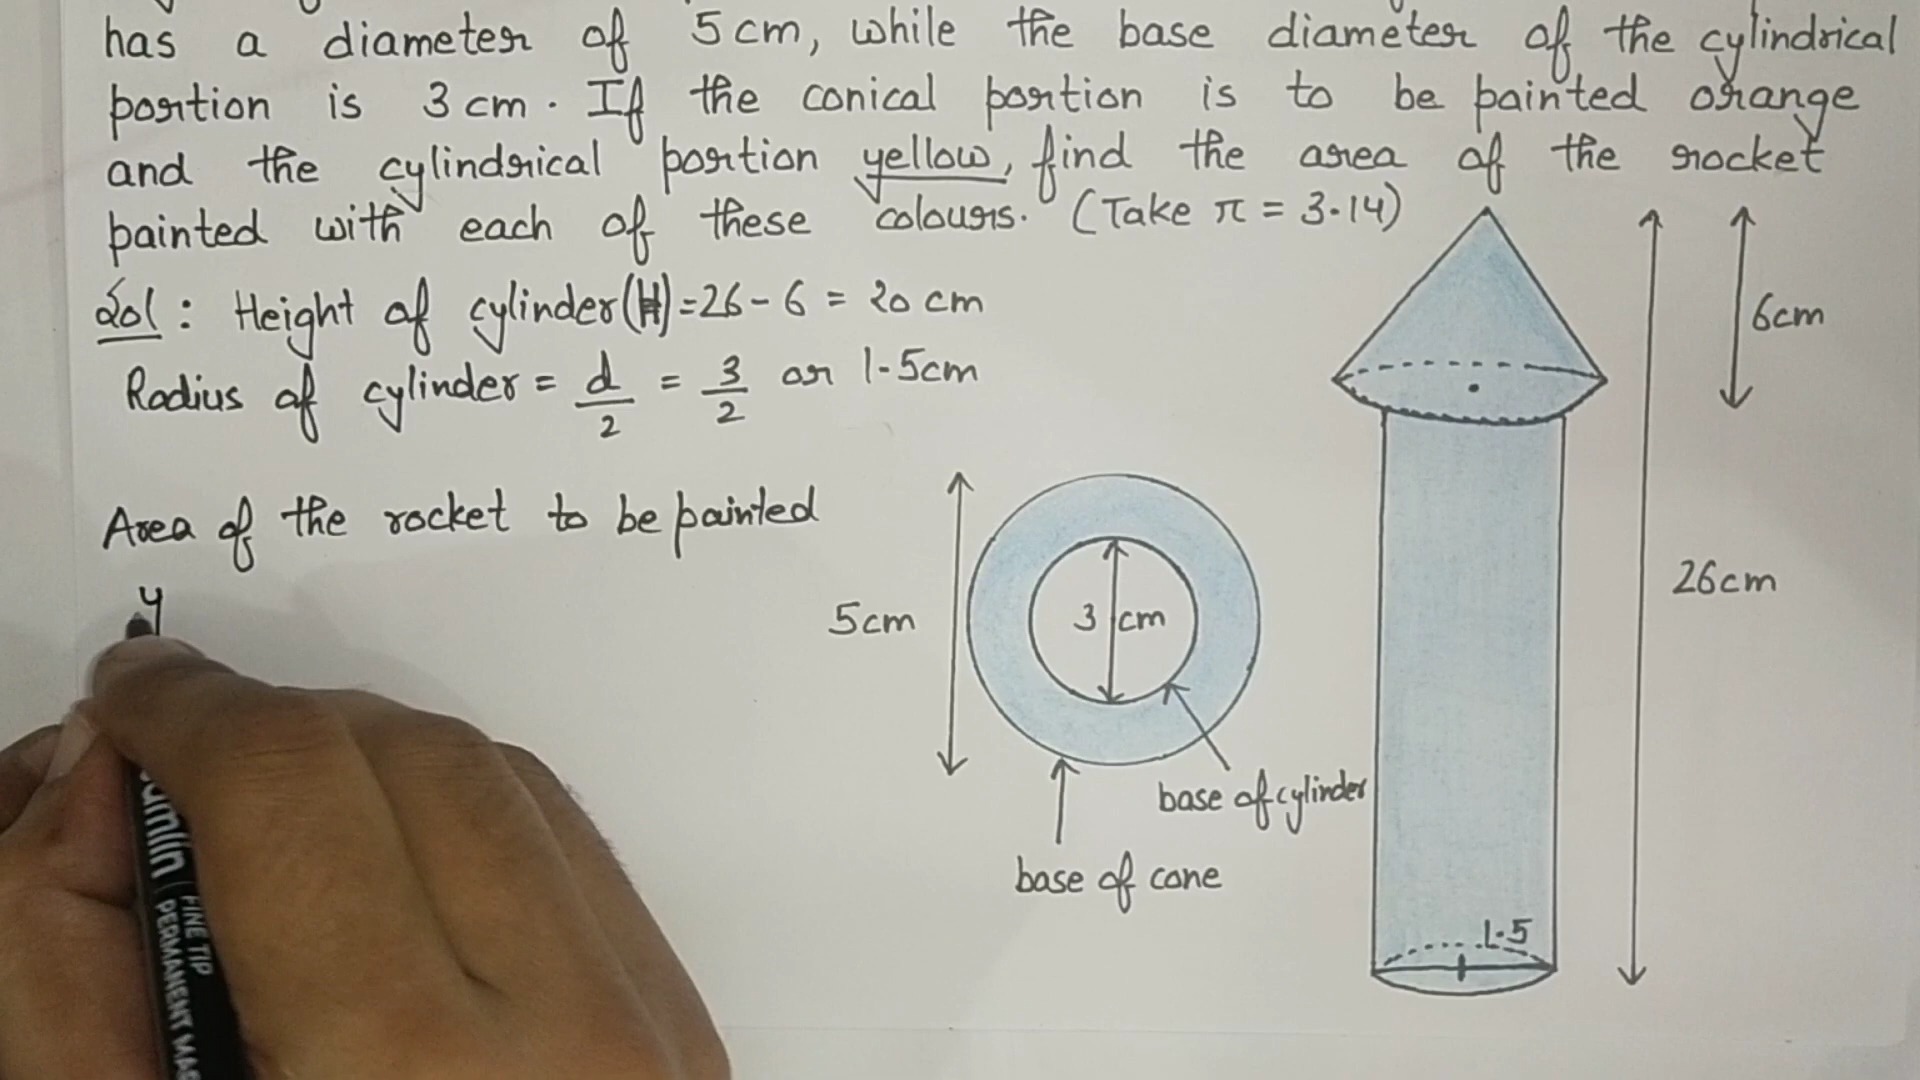 has a diameter of 5cm, while the base diameter of the cylindrical
portion is 3cm. If the conical portion is to be painted orange
and the cylindrical portion yellow, find the area of the rocket
painted with each of these colours. (Take π = 3.14)
Sol : Height of cylinder(H)=26-6 = 20 cm
Radius of cylinder = d/2 = 3/2 or 1.5cm
Area of the rocket to be painted
y
6cm
26cm
5cm
3 cm
base of cylinder
base of cone
1.5
FINE TIP
PERMANENT MAR